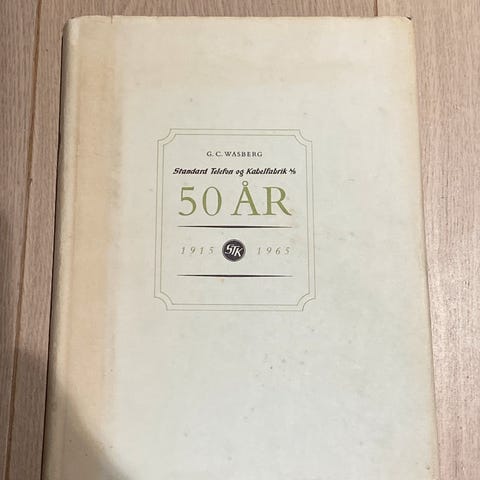 G. C. WASBERG
Standard Telefon og Kabelfabrik A/S
50 ÅR
1915 STK 1965